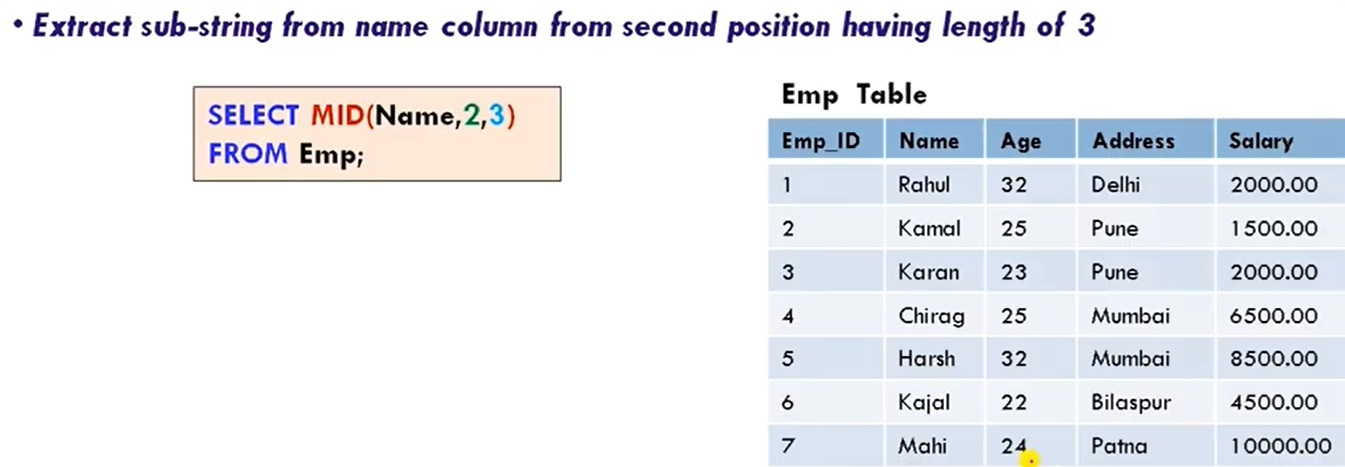 • Extract sub-string from name column from second position having length of 3
SELECT MID(Name,2,3)
FROM Emp;
Emp Table
Emp_ID Name Age Address Salary
1 Rahul 32 Delhi 2000.00
2 Kamal 25 Pune 1500.00
3 Karan 23 Pune 2000.00
4 Chirag 25 Mumbai 6500.00
5 Harsh 32 Mumbai 8500.00
6 Kajal 22 Bilaspur 4500.00
7 Mahi 24 Patna 10000.00